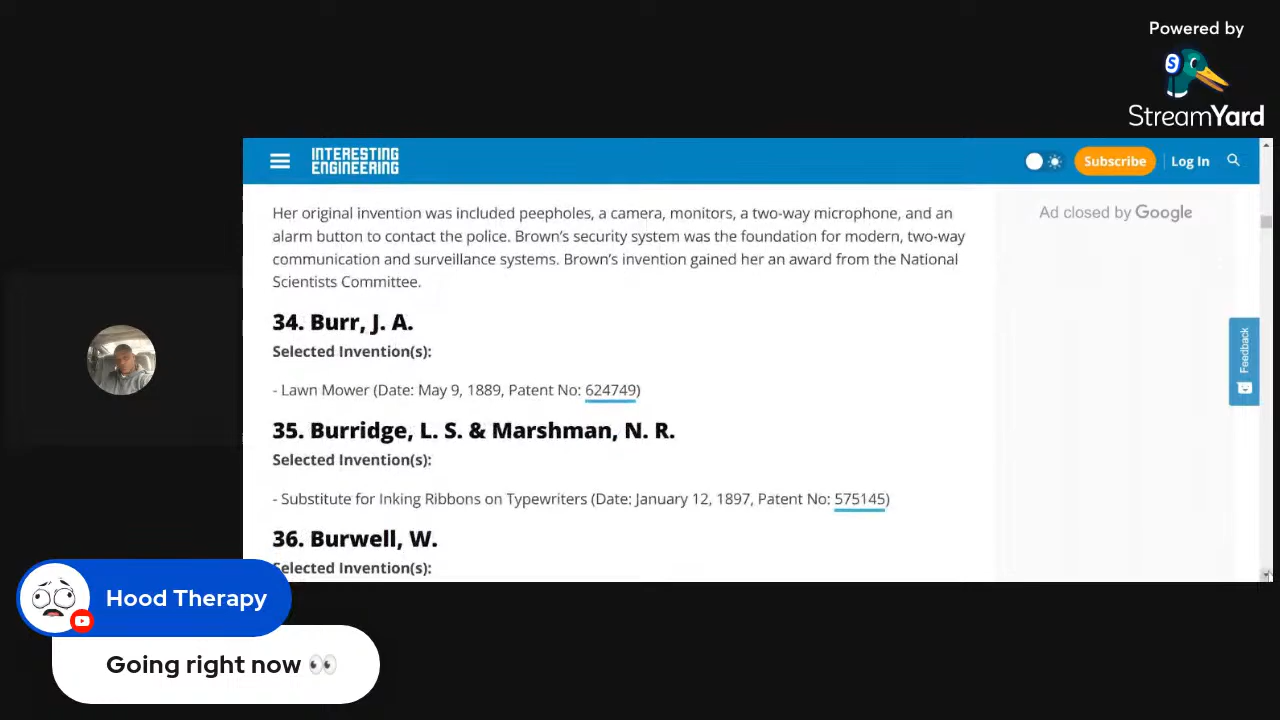 Powered by
StreamYard
INTERESTING
ENGINEERING
Subscribe
Log In
Her original invention was included peepholes, a camera, monitors, a two-way microphone, and an
alarm button to contact the police. Brown's security system was the foundation for modern, two-way
communication and surveillance systems. Brown's invention gained her an award from the National
Scientists Committee.
Ad closed by Google
34. Burr, J. A.
Selected Invention(s):
- Lawn Mower (Date: May 9, 1889, Patent No: 624749)
Feedback
35. Burridge, L. S. & Marshman, N. R.
Selected Invention(s):
- Substitute for Inking Ribbons on Typewriters (Date: January 12, 1897, Patent No: 575145)
36. Burwell, W.
Selected Invention(s):
Hood Therapy
Going right now 👀